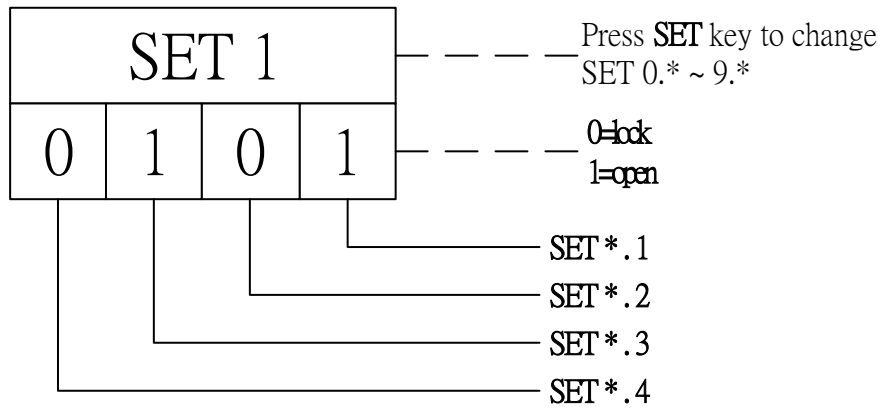 SET 1
Press SET key to change
SET 0.* ~ 9.*
0 1 0 1
0=lock
1=open
SET*.1
SET*.2
SET*.3
SET*.4